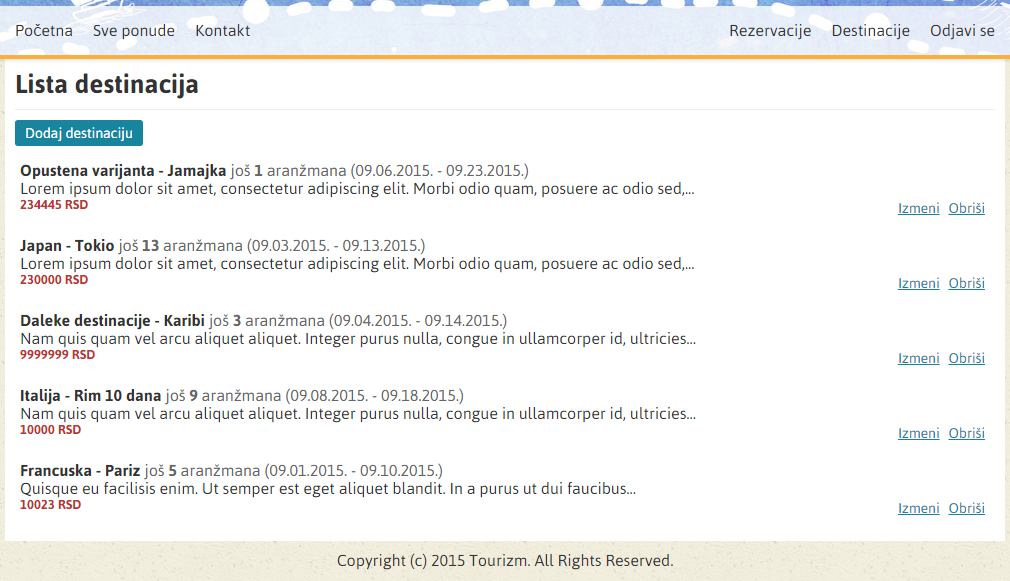 Početna Sve ponude Kontakt Rezervacije Destinacije Odjavi se
Lista destinacija
Dodaj destinaciju
Opustena varijanta - Jamajka još 1 aranžmana (09.06.2015. - 09.23.2015.)
Lorem ipsum dolor sit amet, consectetur adipiscing elit. Morbi odio quam, posuere ac odio sed,...
234445 RSD
Izmeni Obriši
Japan - Tokio još 13 aranžmana (09.03.2015. - 09.13.2015.)
Lorem ipsum dolor sit amet, consectetur adipiscing elit. Morbi odio quam, posuere ac odio sed,...
230000 RSD
Izmeni Obriši
Daleke destinacije - Karibi još 3 aranžmana (09.04.2015. - 09.14.2015.)
Nam quis quam vel arcu aliquet aliquet. Integer purus nulla, congue in ullamcorper id, ultricies...
9999999 RSD
Izmeni Obriši
Italija - Rim 10 dana još 9 aranžmana (09.08.2015. - 09.18.2015.)
Nam quis quam vel arcu aliquet aliquet. Integer purus nulla, congue in ullamcorper id, ultricies...
10000 RSD
Izmeni Obriši
Francuska - Pariz još 5 aranžmana (09.01.2015. - 09.10.2015.)
Quisque eu facilisis enim. Ut semper est eget aliquet blandit. In a purus ut dui faucibus...
10023 RSD
Izmeni Obriši
Copyright (c) 2015 Tourizm. All Rights Reserved.